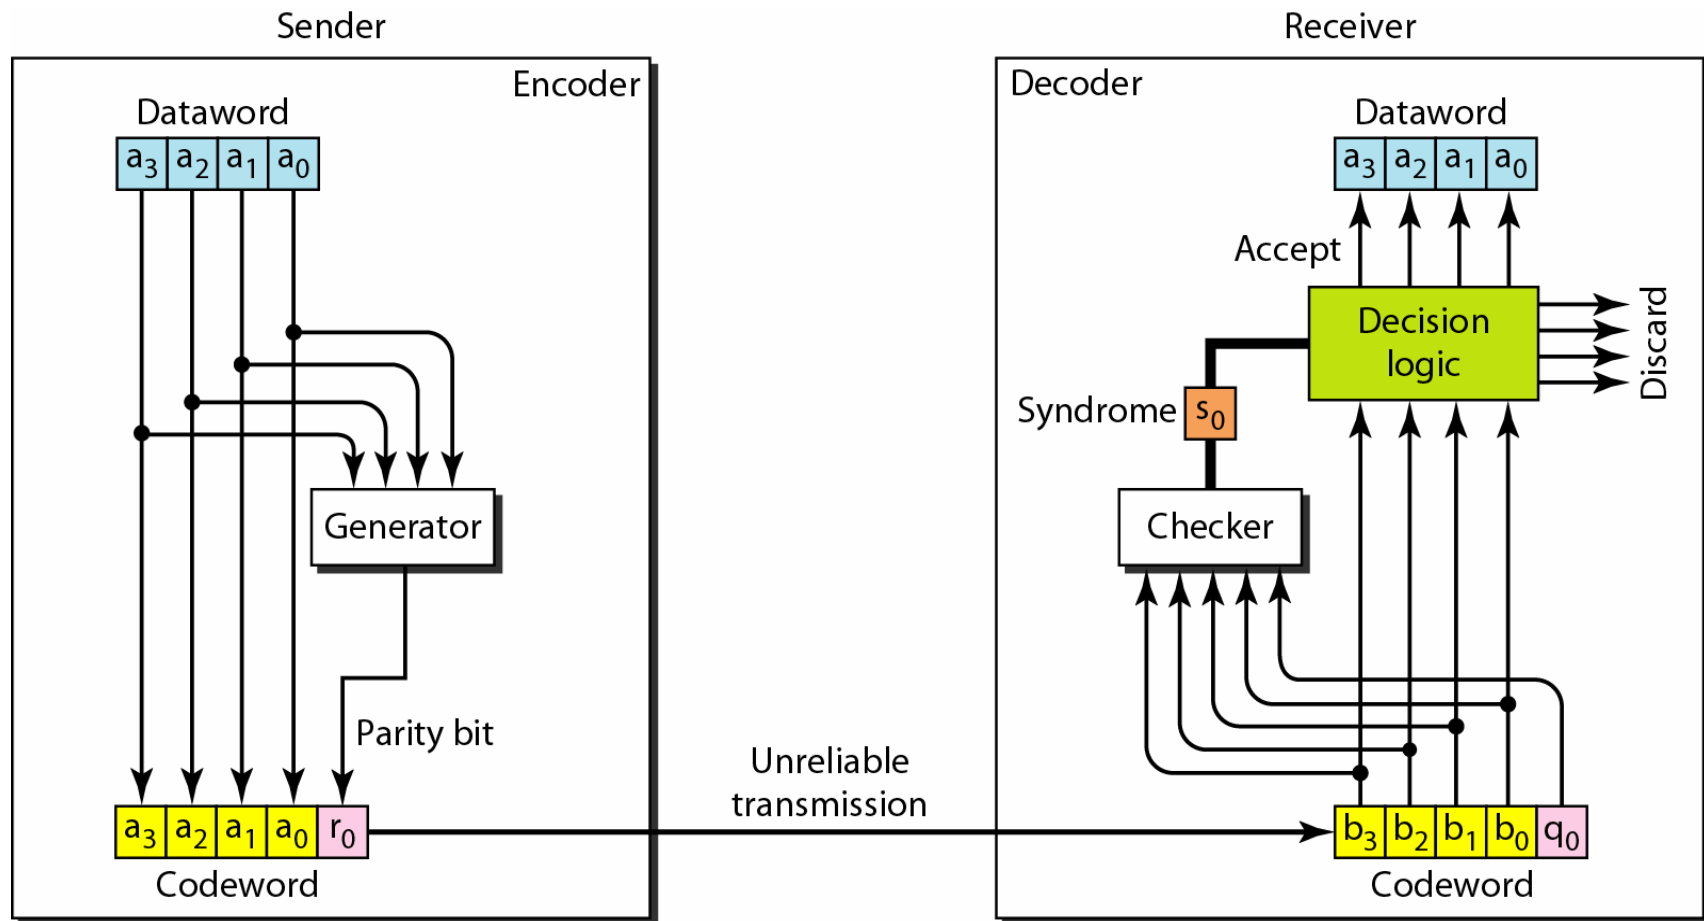 Sender
Receiver
Encoder
Decoder
Dataword
a3 a2 a1 a0
Dataword
a3 a2 a1 a0
Accept
Decision
logic
Discard
Syndrome
s0
Generator
Checker
Parity bit
Unreliable
transmission
a3 a2 a1 a0 r0
Codeword
b3 b2 b1 b0 q0
Codeword